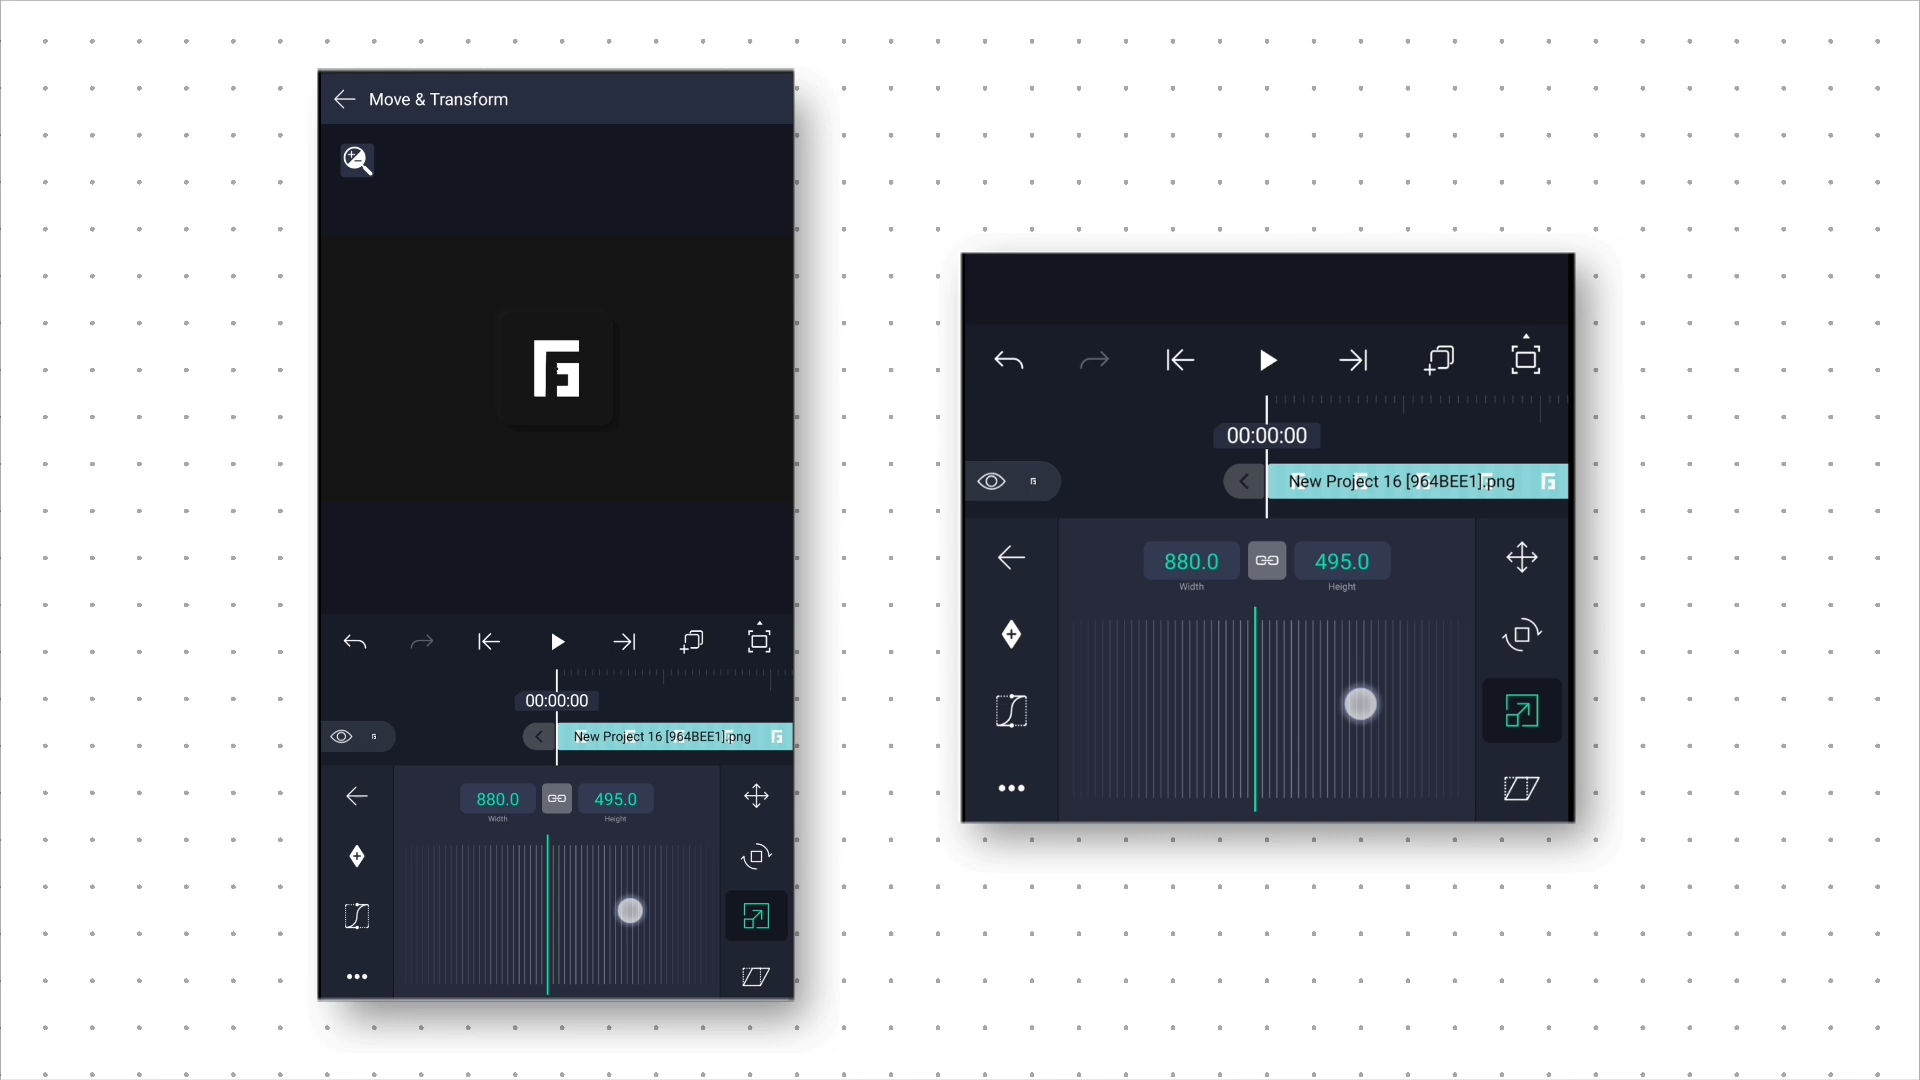 Move & Transform
00:00:00
New Project 16 [964BEE1].png
880.0
495.0
Width
Height
00:00:00
New Project 16 [964BEE1].png
880.0
495.0
Width
Height